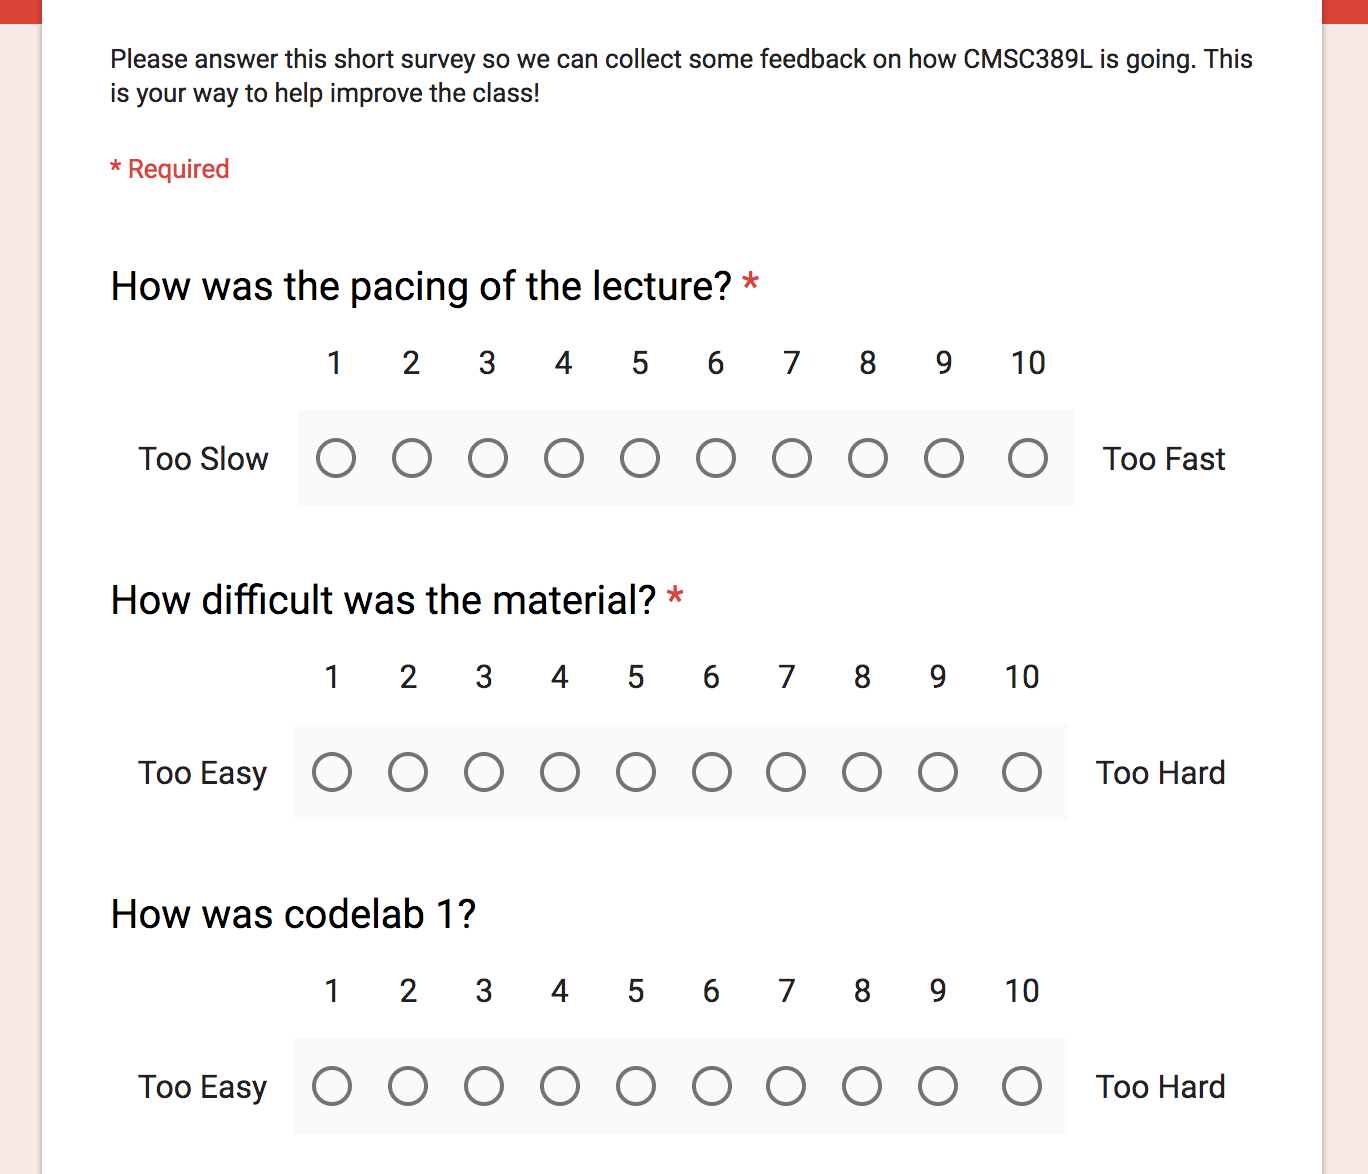 Please answer this short survey so we can collect some feedback on how CMSC389L is going. This
is your way to help improve the class!
* Required
How was the pacing of the lecture? *
1 2 3 4 5 6 7 8 9 10
Too Slow Too Fast
How difficult was the material? *
1 2 3 4 5 6 7 8 9 10
Too Easy Too Hard
How was codelab 1?
1 2 3 4 5 6 7 8 9 10
Too Easy Too Hard